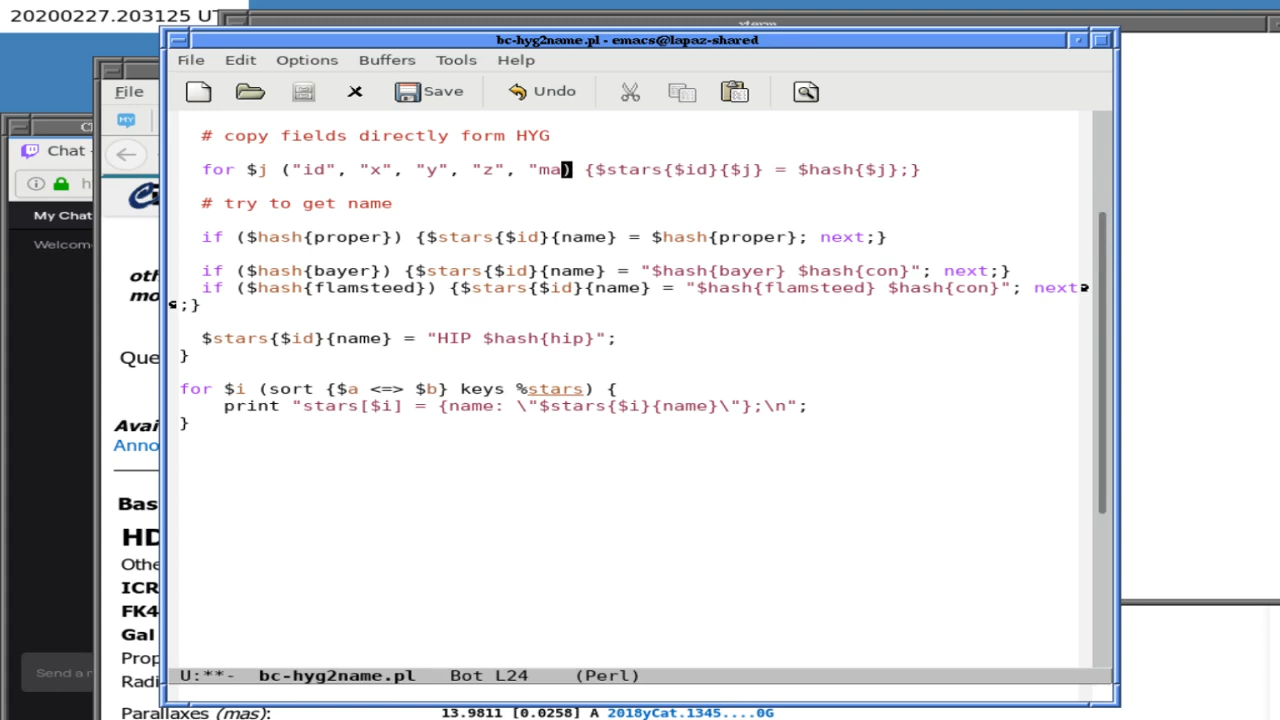 20200227.203125 UT
xterm
bc-hyg2name.pl - emacs@lapaz-shared
File Edit Options Buffers Tools Help
Save Undo
# copy fields directly form HYG
for $j ("id", "x", "y", "z", "ma) {$stars{$id}{$j} = $hash{$j};}
# try to get name
if ($hash{proper}) {$stars{$id}{name} = $hash{proper}; next;}
if ($hash{bayer}) {$stars{$id}{name} = "$hash{bayer} $hash{con}"; next;}
if ($hash{flamsteed}) {$stars{$id}{name} = "$hash{flamsteed} $hash{con}"; next
;}
$stars{$id}{name} = "HIP $hash{hip}";
}
for $i (sort {$a <=> $b} keys %stars) {
print "stars[$i] = {name: \"$stars{$i}{name}\"};\n";
}
U:**- bc-hyg2name.pl Bot L24 (Perl)
File
Chat -
My Chat
Welcom
Send a
oth
mo
Que
Avai
Anno
Bas
HD
Othe
ICR
FK4
Gal
Prop
Radi
Parallaxes (mas): 13.9811 [0.0258] A 2018yCat.1345....0G